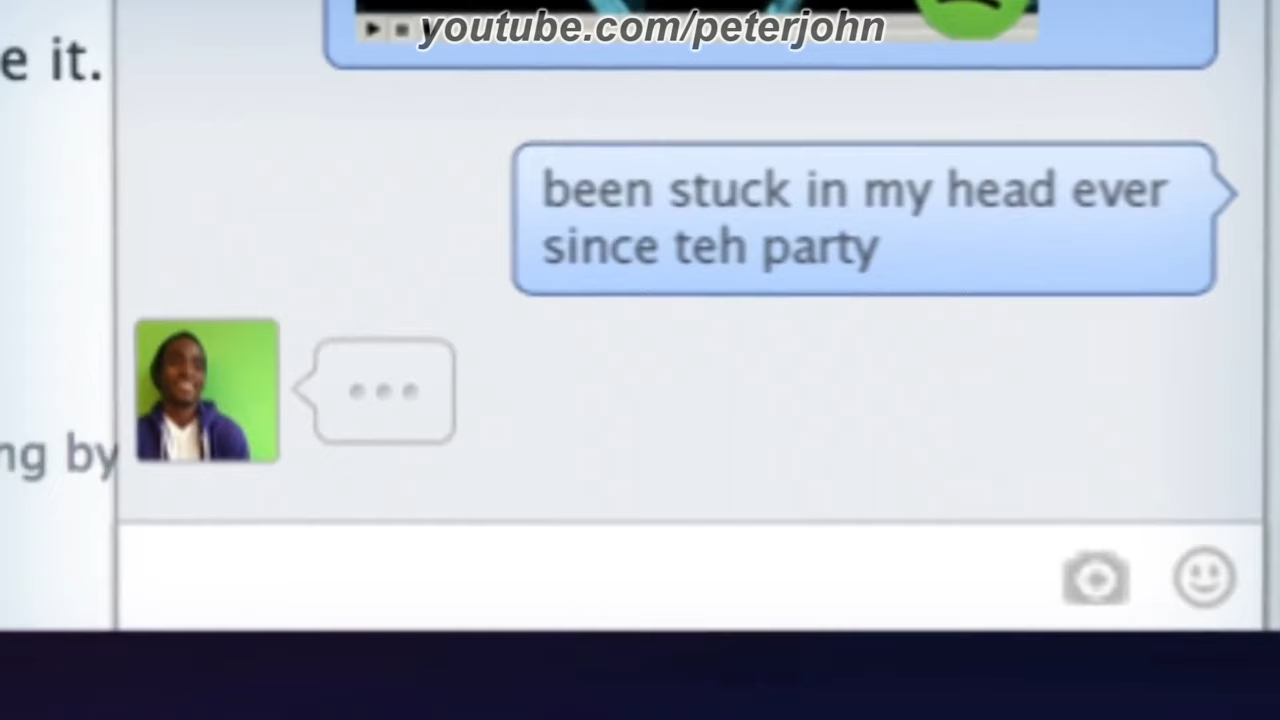 youtube.com/peterjohn
e it.
been stuck in my head ever
since teh party
ng by